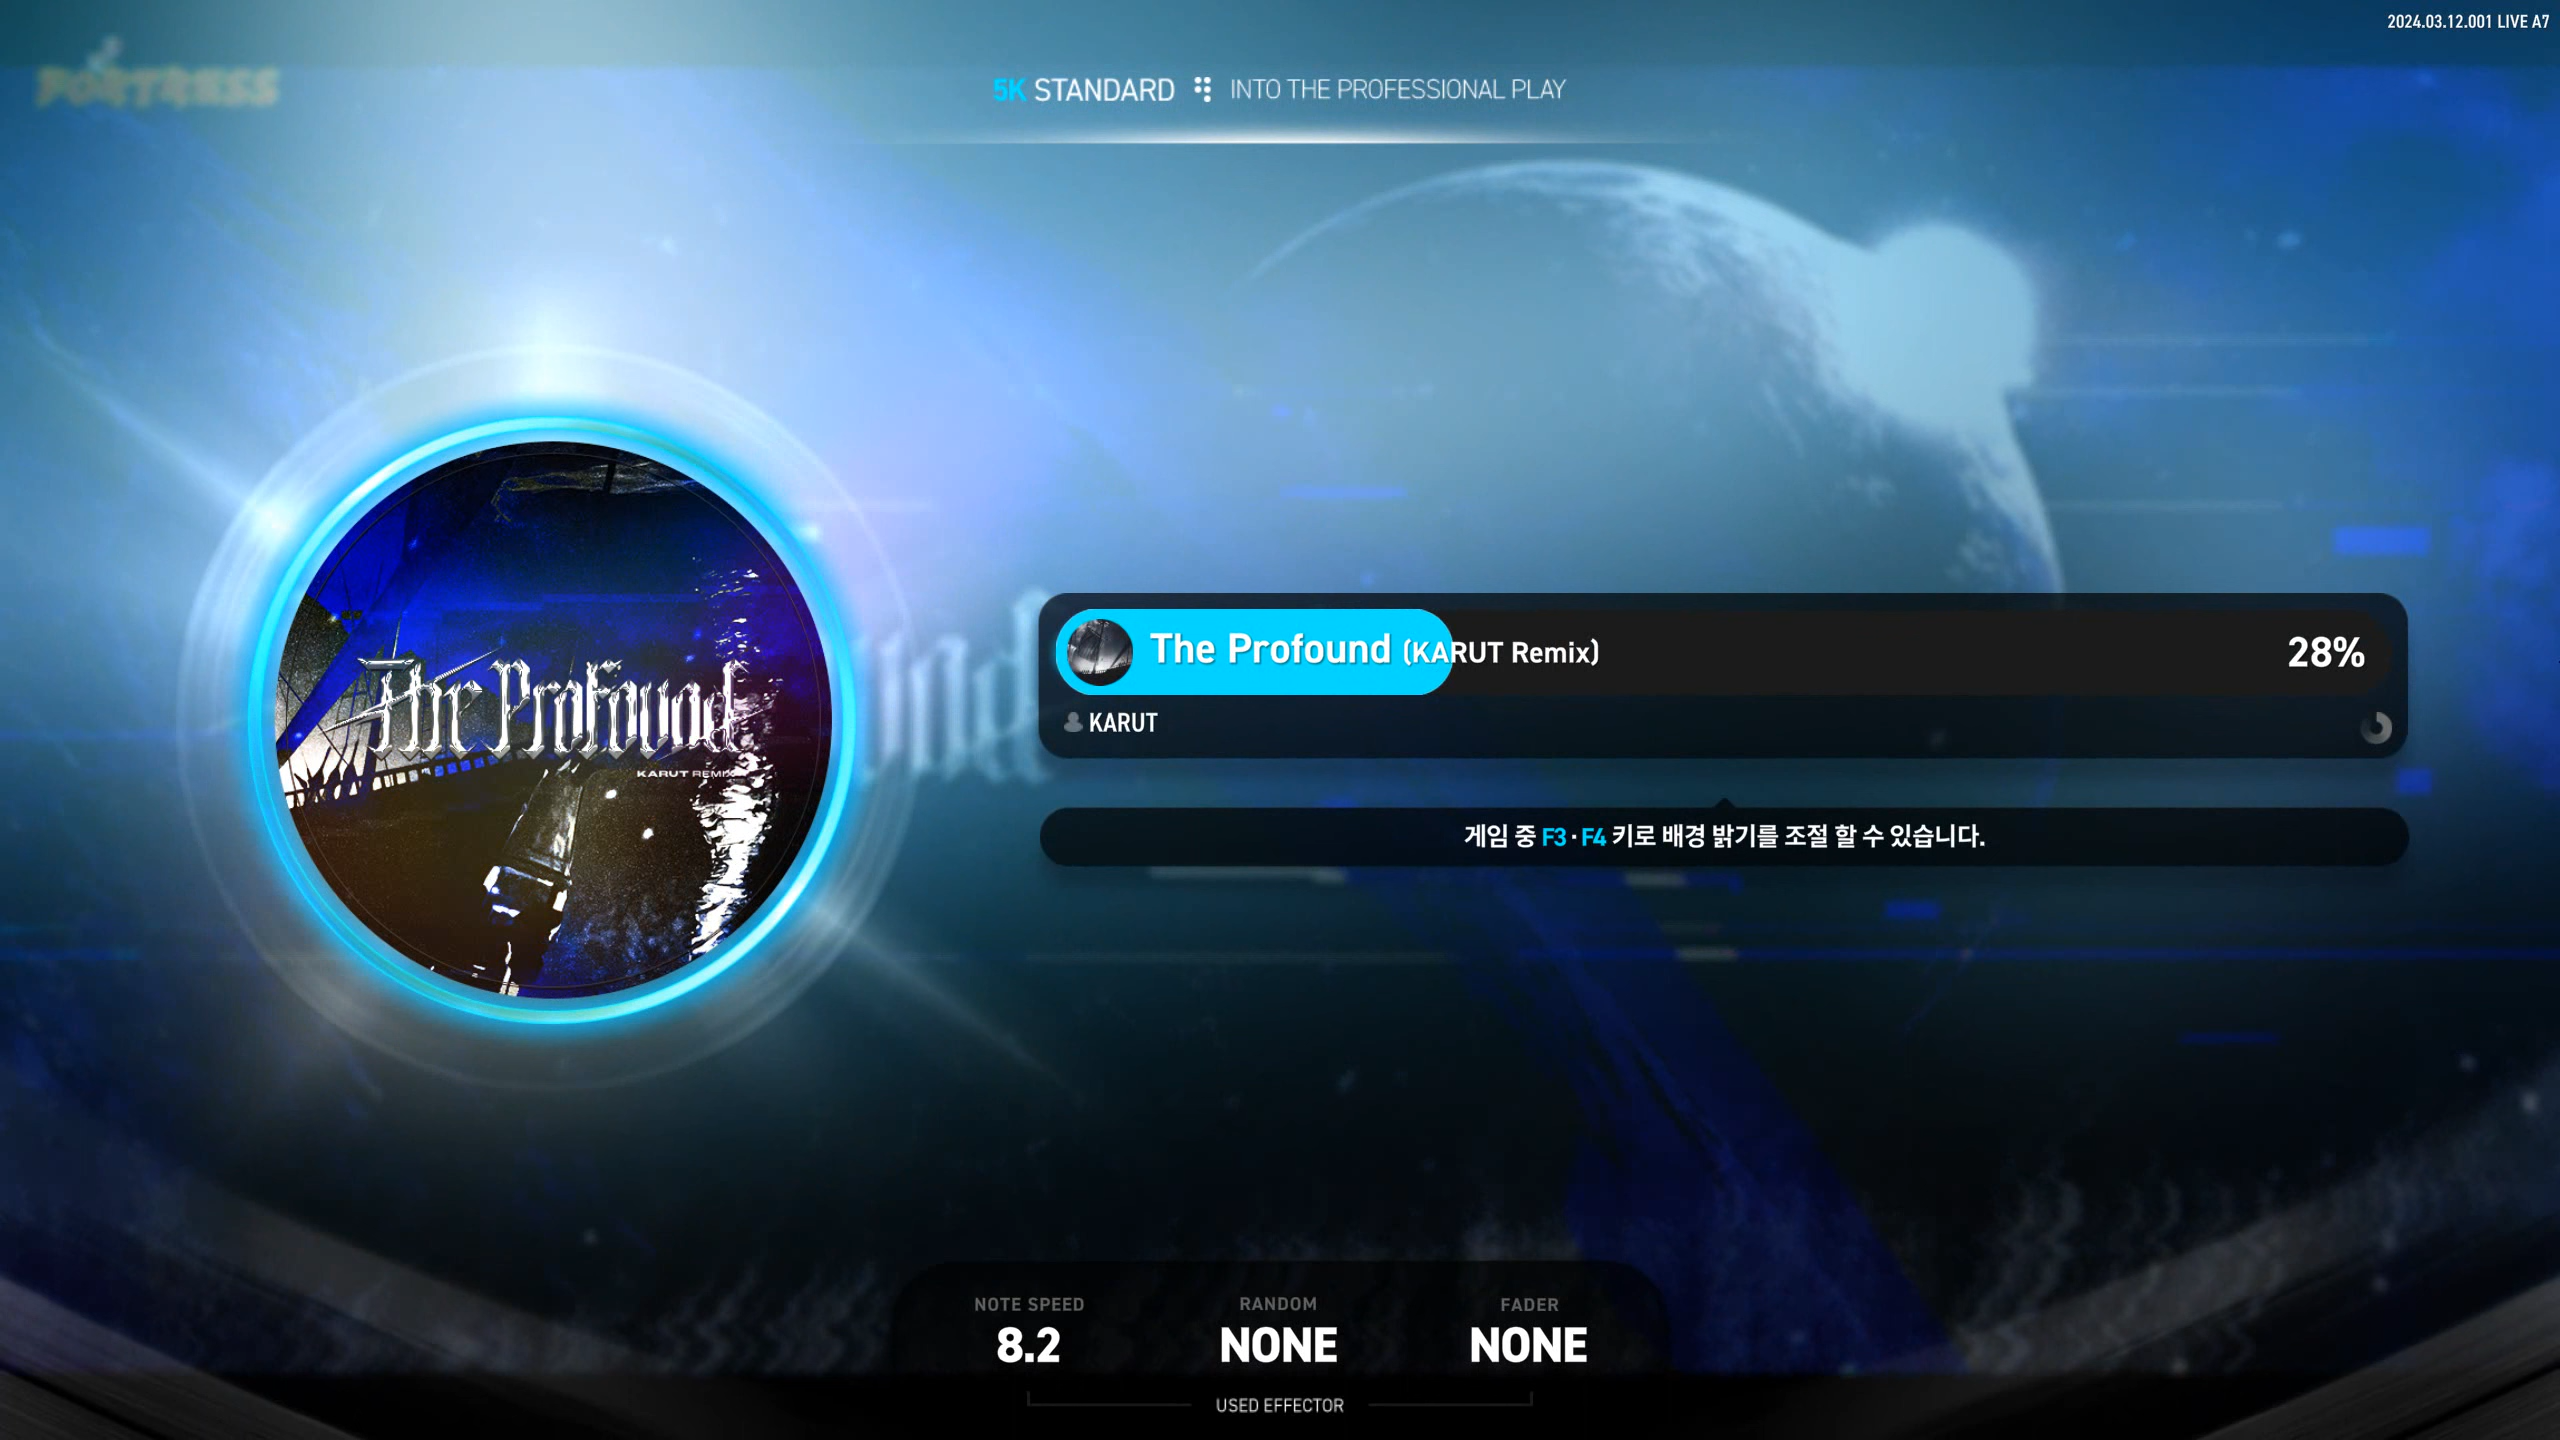 2024.03.12.001 LIVE A7
PORTRESS
5K STANDARD INTO THE PROFESSIONAL PLAY
The Profound
KARUT REMIX
The Profound (KARUT Remix) 28%
KARUT
게임 중 F3 · F4 키로 배경 밝기를 조절 할 수 있습니다.
NOTE SPEED RANDOM FADER
8.2 NONE NONE
USED EFFECTOR